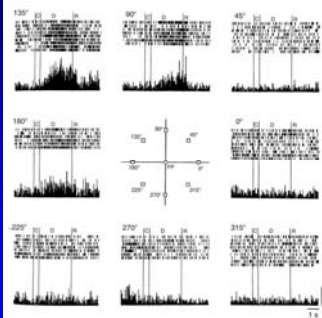 135° 90° 45°
C D R C D R C D R
180° 0°
C D R C D R
90°
135° 45°
180° FP 0°
225° 315°
270°
225° 270° 315°
C D R C D R C D R
1 s